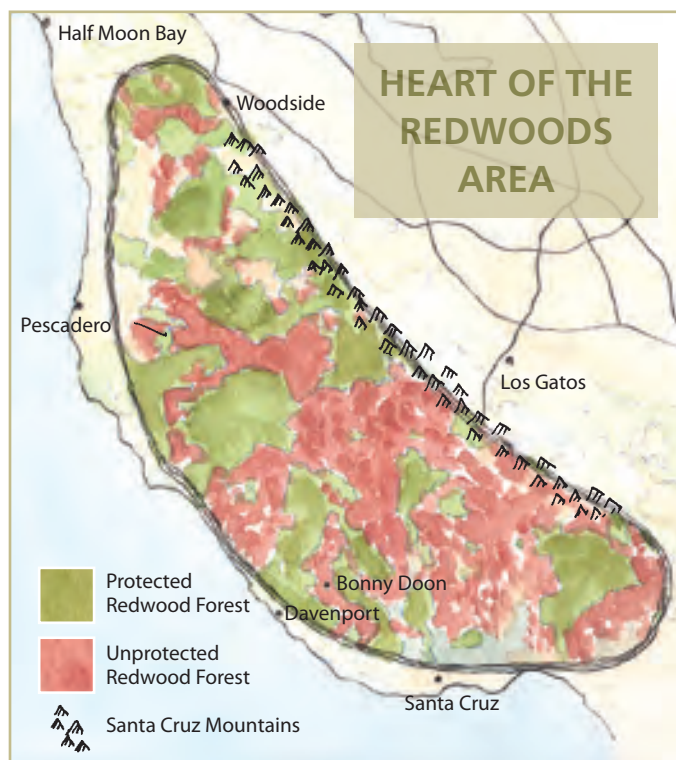 Half Moon Bay
HEART OF THE
REDWOODS
AREA
Woodside
Pescadero
Los Gatos
Bonny Doon
Davenport
Santa Cruz
Protected
Redwood Forest
Unprotected
Redwood Forest
Santa Cruz Mountains